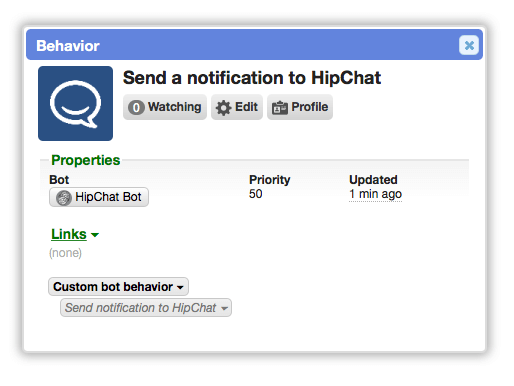 Behavior
Send a notification to HipChat
0 Watching Edit Profile
Properties
Bot Priority Updated
HipChat Bot 50 1 min ago
Links
(none)
Custom bot behavior
Send notification to HipChat